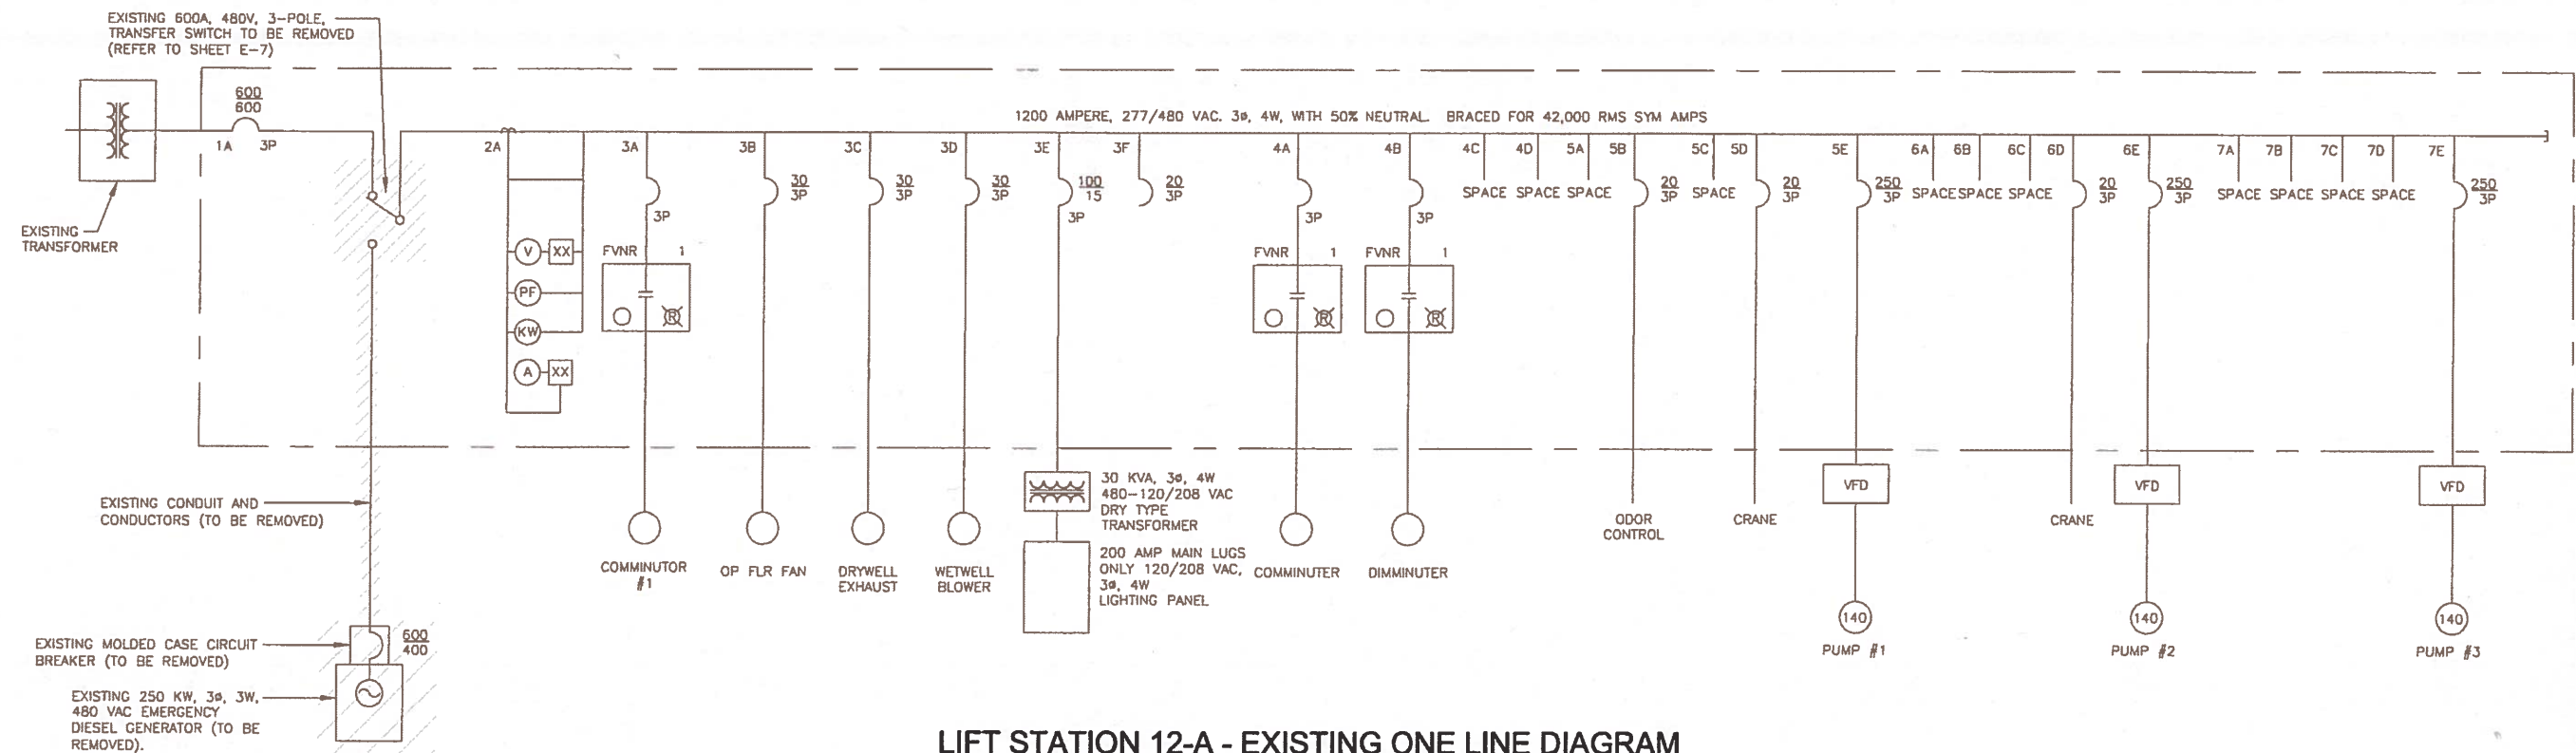 EXISTING 600A, 480V, 3-POLE,
TRANSFER SWITCH TO BE REMOVED
(REFER TO SHEET E-7)
600
600
1A 3P
EXISTING
TRANSFORMER
1200 AMPERE, 277/480 VAC. 3ø, 4W, WITH 50% NEUTRAL. BRACED FOR 42,000 RMS SYM AMPS
2A
V XX
PF
KW
A XX
3A
3P
FVNR 1
R
COMMINUTOR
#1
3B
30
3P
OP FLR FAN
3C
30
3P
DRYWELL
EXHAUST
3D
30
3P
WETWELL
BLOWER
3E
100
15
3P
30 KVA, 3ø, 4W
480-120/208 VAC
DRY TYPE
TRANSFORMER
200 AMP MAIN LUGS
ONLY 120/208 VAC,
3ø, 4W
LIGHTING PANEL
3F
20
3P
4A
3P
FVNR 1
R
COMMINUTER
4B
3P
FVNR 1
R
DIMMINUTER
4C
SPACE
4D
SPACE
5A
SPACE
5B
20
3P
ODOR
CONTROL
5C
SPACE
5D
20
3P
CRANE
5E
250
3P
VFD
140
PUMP #1
6A
SPACE
6B
SPACE
6C
SPACE
6D
20
3P
CRANE
6E
250
3P
VFD
140
PUMP #2
7A
SPACE
7B
SPACE
7C
SPACE
7D
SPACE
7E
250
3P
VFD
140
PUMP #3
EXISTING CONDUIT AND
CONDUCTORS (TO BE REMOVED)
EXISTING MOLDED CASE CIRCUIT
BREAKER (TO BE REMOVED)
600
400
EXISTING 250 KW, 3ø, 3W,
480 VAC EMERGENCY
DIESEL GENERATOR (TO BE
REMOVED).
LIFT STATION 12-A - EXISTING ONE LINE DIAGRAM